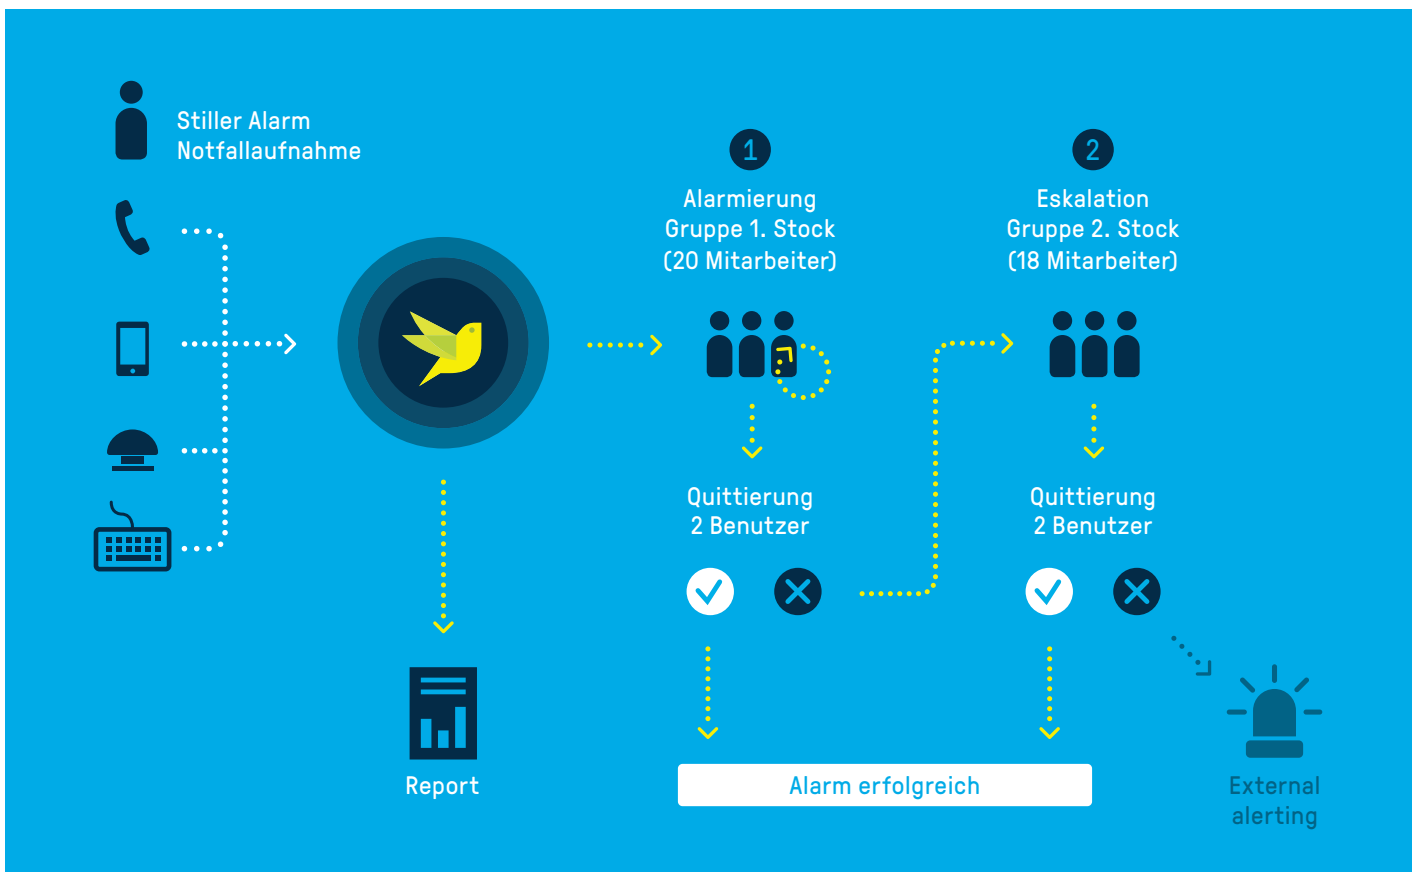 Stiller Alarm
Notfallaufnahme
1
Alarmierung
Gruppe 1. Stock
(20 Mitarbeiter)
2
Eskalation
Gruppe 2. Stock
(18 Mitarbeiter)
Quittierung
2 Benutzer
Quittierung
2 Benutzer
Report
Alarm erfolgreich
External
alerting